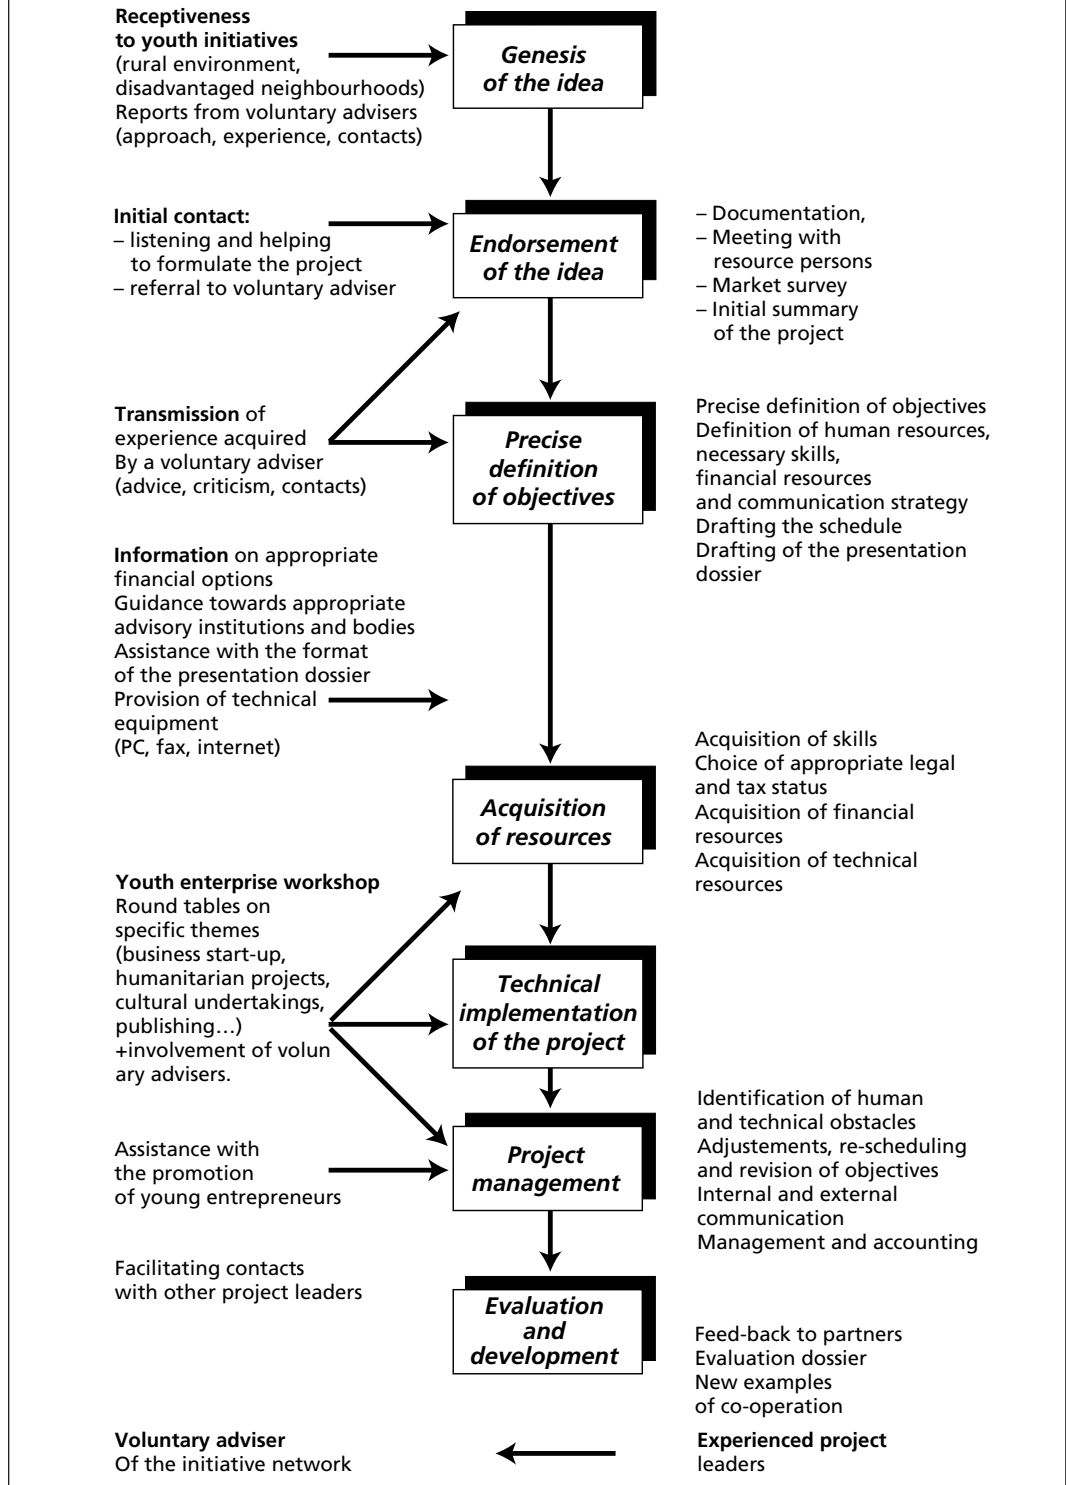 Receptiveness
to youth initiatives
(rural environment,
disadvantaged neighbourhoods)
Reports from voluntary advisers
(approach, experience, contacts)
Genesis
of the idea
Initial contact:
– listening and helping
to formulate the project
– referral to voluntary adviser
Endorsement
of the idea
– Documentation,
– Meeting with
resource persons
– Market survey
– Initial summary
of the project
Transmission of
experience acquired
By a voluntary adviser
(advice, criticism, contacts)
Precise
definition
of objectives
Precise definition of objectives
Definition of human resources,
necessary skills,
financial resources
and communication strategy
Drafting the schedule
Drafting of the presentation
dossier
Information on appropriate
financial options
Guidance towards appropriate
advisory institutions and bodies
Assistance with the format
of the presentation dossier
Provision of technical
equipment
(PC, fax, internet)
Acquisition
of resources
Acquisition of skills
Choice of appropriate legal
and tax status
Acquisition of financial
resources
Acquisition of technical
resources
Youth enterprise workshop
Round tables on
specific themes
(business start-up,
humanitarian projects,
cultural undertakings,
publishing...)
+involvement of volun
ary advisers.
Technical
implementation
of the project
Assistance with
the promotion
of young entrepreneurs
Project
management
Identification of human
and technical obstacles
Adjustements, re-scheduling
and revision of objectives
Internal and external
communication
Management and accounting
Facilitating contacts
with other project leaders
Evaluation
and
development
Feed-back to partners
Evaluation dossier
New examples
of co-operation
Voluntary adviser
Of the initiative network
Experienced project
leaders